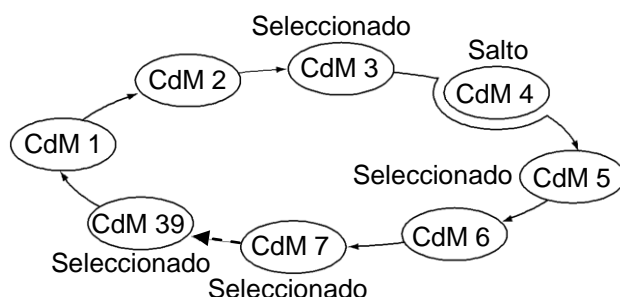 Seleccionado
Salto
CdM 3
CdM 4
CdM 2
CdM 1
Seleccionado
CdM 5
CdM 39
CdM 6
CdM 7
Seleccionado
Seleccionado